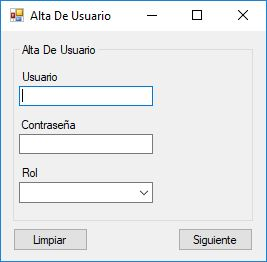 Alta De Usuario
Alta De Usuario
Usuario
Contraseña
Rol
Limpiar
Siguiente